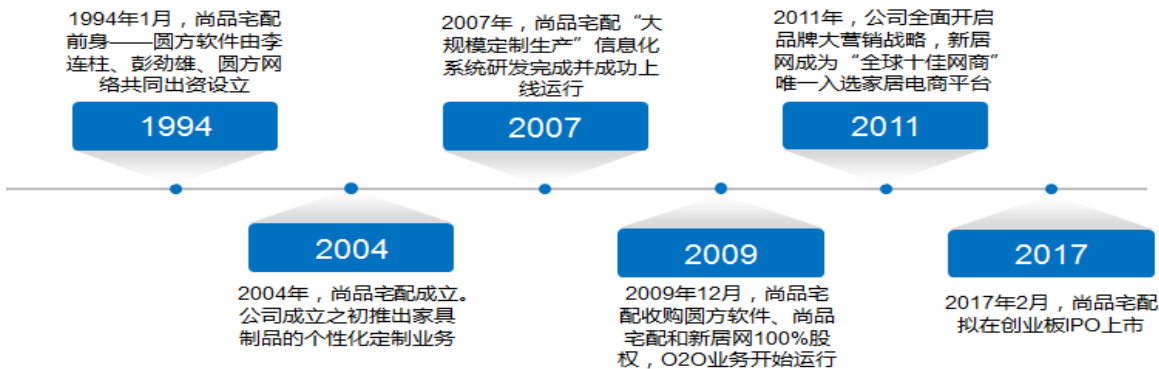 1994年1月，尚品宅配
前身——圆方软件由李
连柱、彭劲雄、圆方网
络共同出资设立
1994
2004
2004年，尚品宅配成立。
公司成立之初推出家具
制品的个性化定制业务
2007年，尚品宅配“大
规模定制生产”信息化
系统研发完成并成功上
线运行
2007
2009
2009年12月，尚品宅
配收购圆方软件、尚品
宅配和新居网100%股
权，O2O业务开始运行
2011年，公司全面开启
品牌大营销战略，新居
网成为“全球十佳网商”
唯一入选家居电商平台
2011
2017
2017年2月，尚品宅配
拟在创业板IPO上市